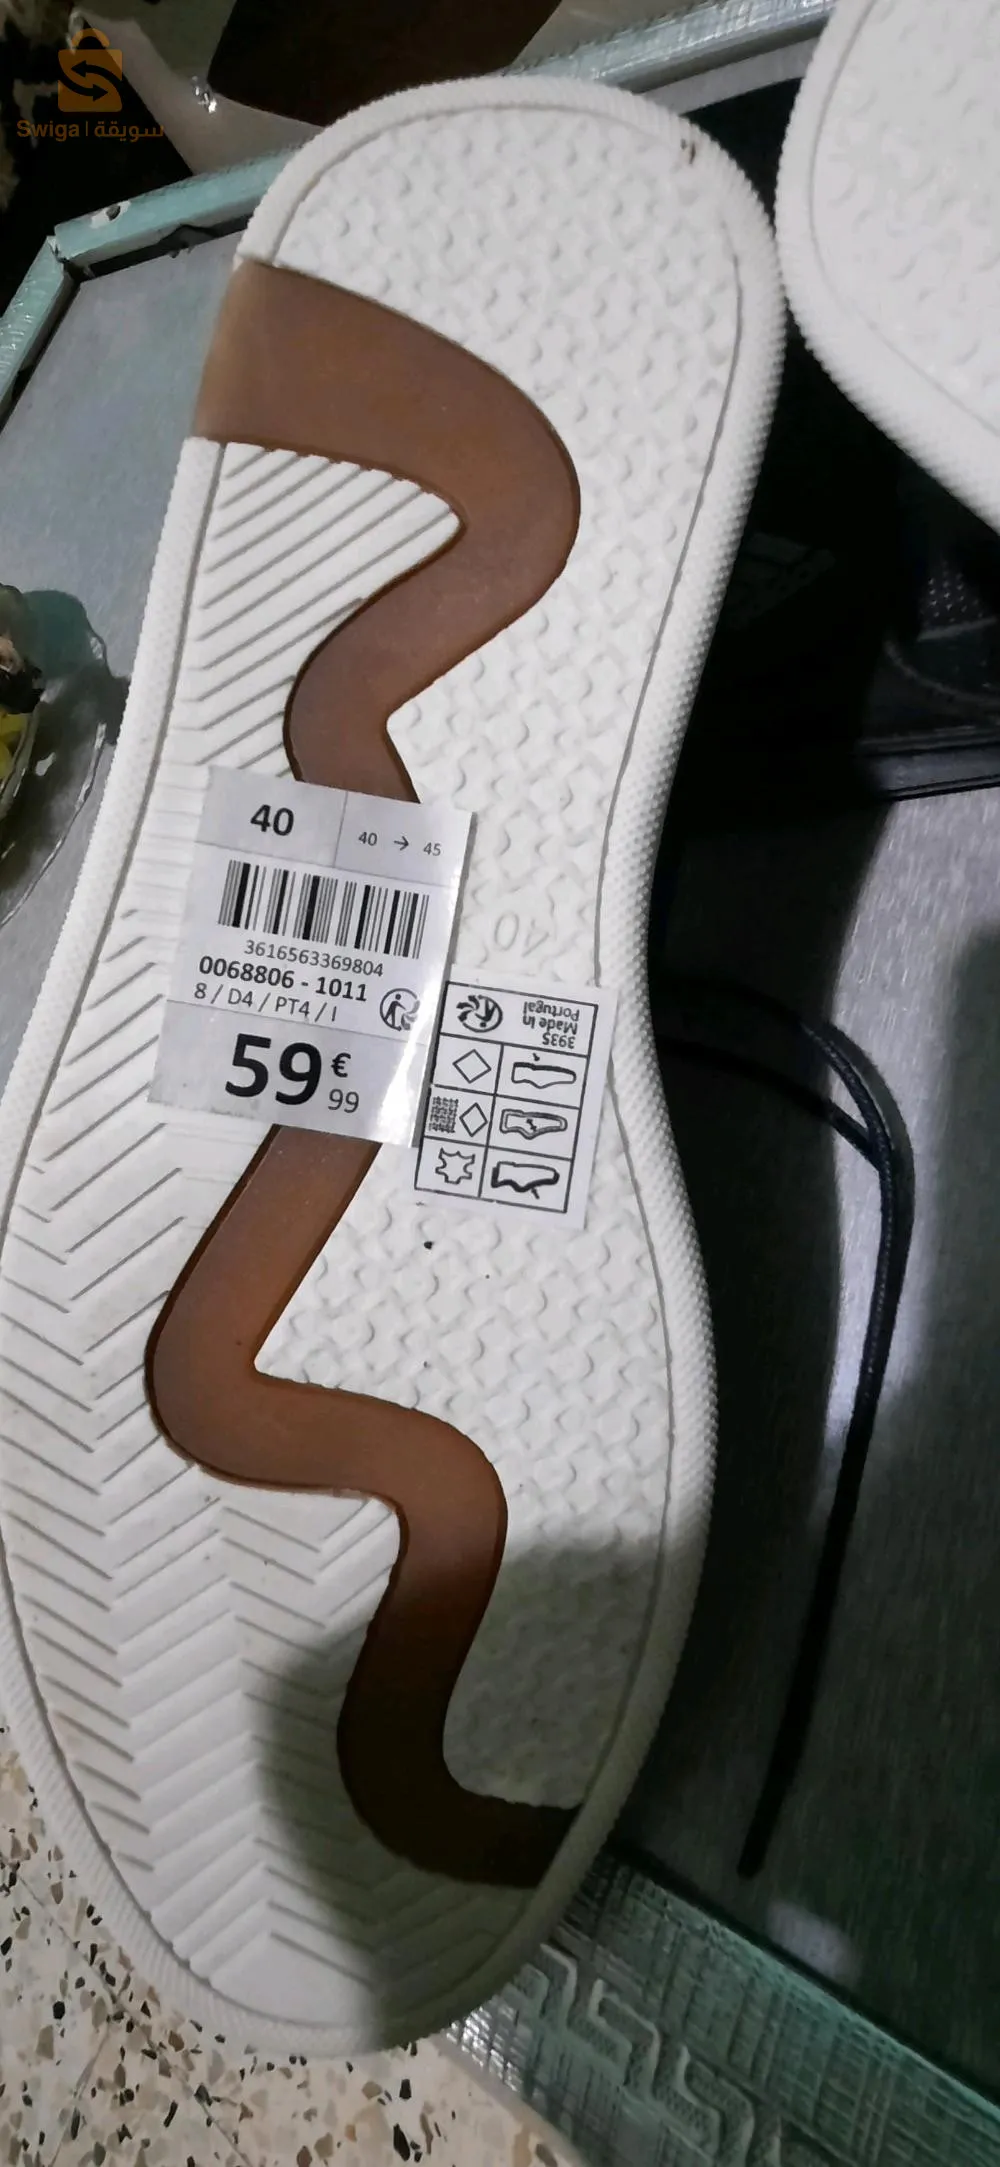 Swiga | سويقة
40
40 → 45
3616563369804
0068806 - 1011
8 / D4 / PT4 / I
59 € 99
40
3935
Made In
Portugal